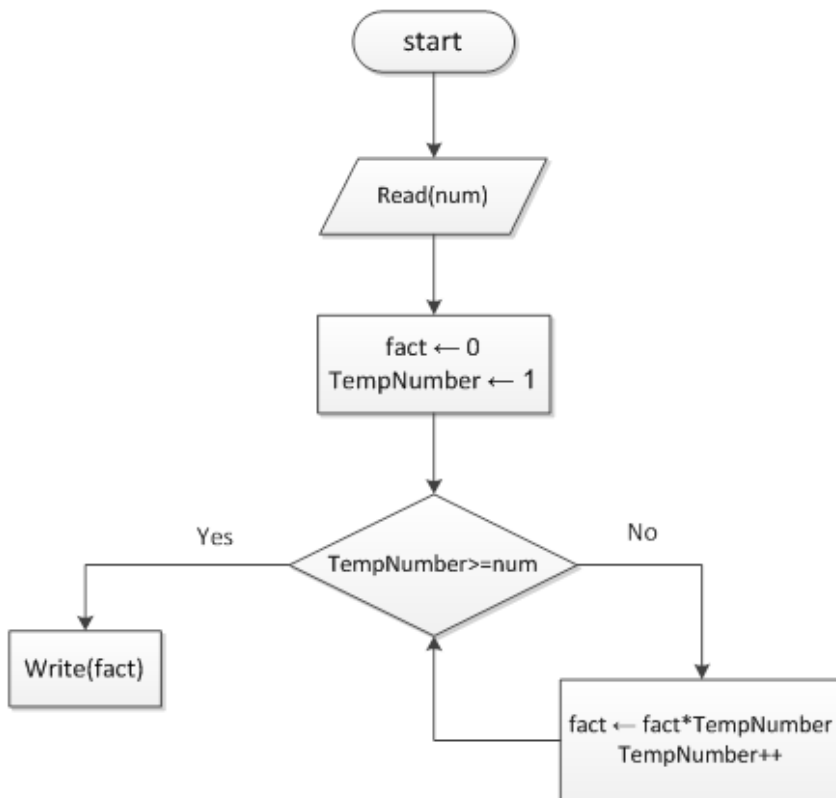 start
Read(num)
fact ← 0
TempNumber ← 1
TempNumber>=num
Yes
No
Write(fact)
fact ← fact*TempNumber
TempNumber++